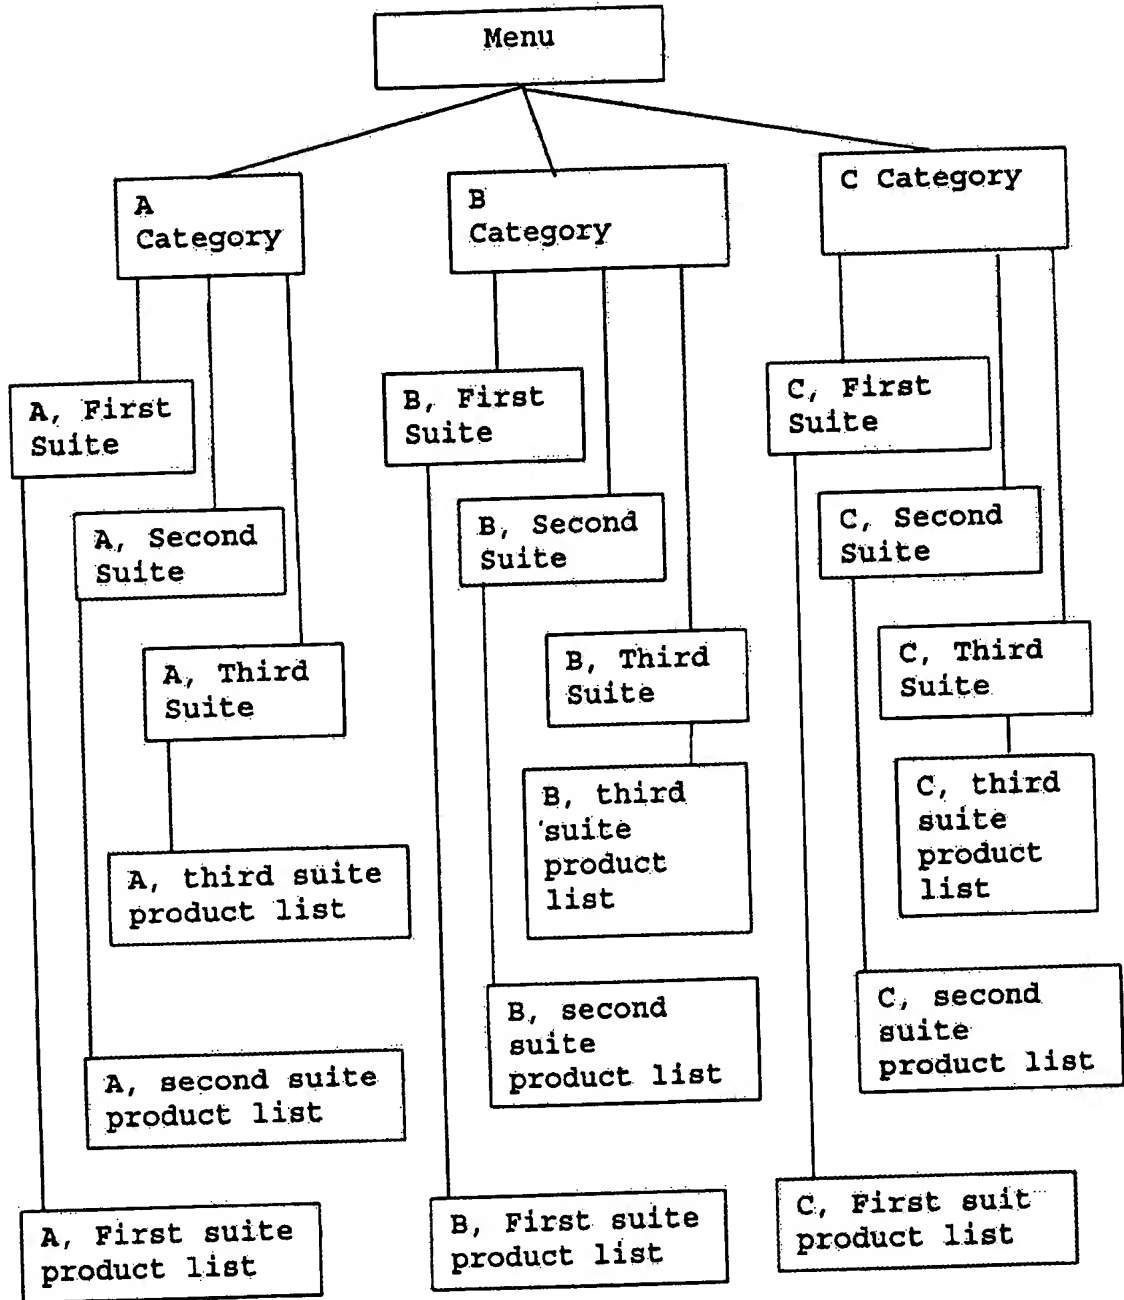 Menu
A
Category
B
Category
C Category
A, First
Suite
B, First
Suite
C, First
Suite
A, Second
Suite
B, Second
Suite
C, Second
Suite
A, Third
Suite
B, Third
Suite
C, Third
Suite
A, third suite
product list
B, third
suite
product
list
C, third
suite
product
list
A, second suite
product list
B, second
suite
product list
C, second
suite
product list
A, First suite
product list
B, First suite
product list
C, First suit
product list